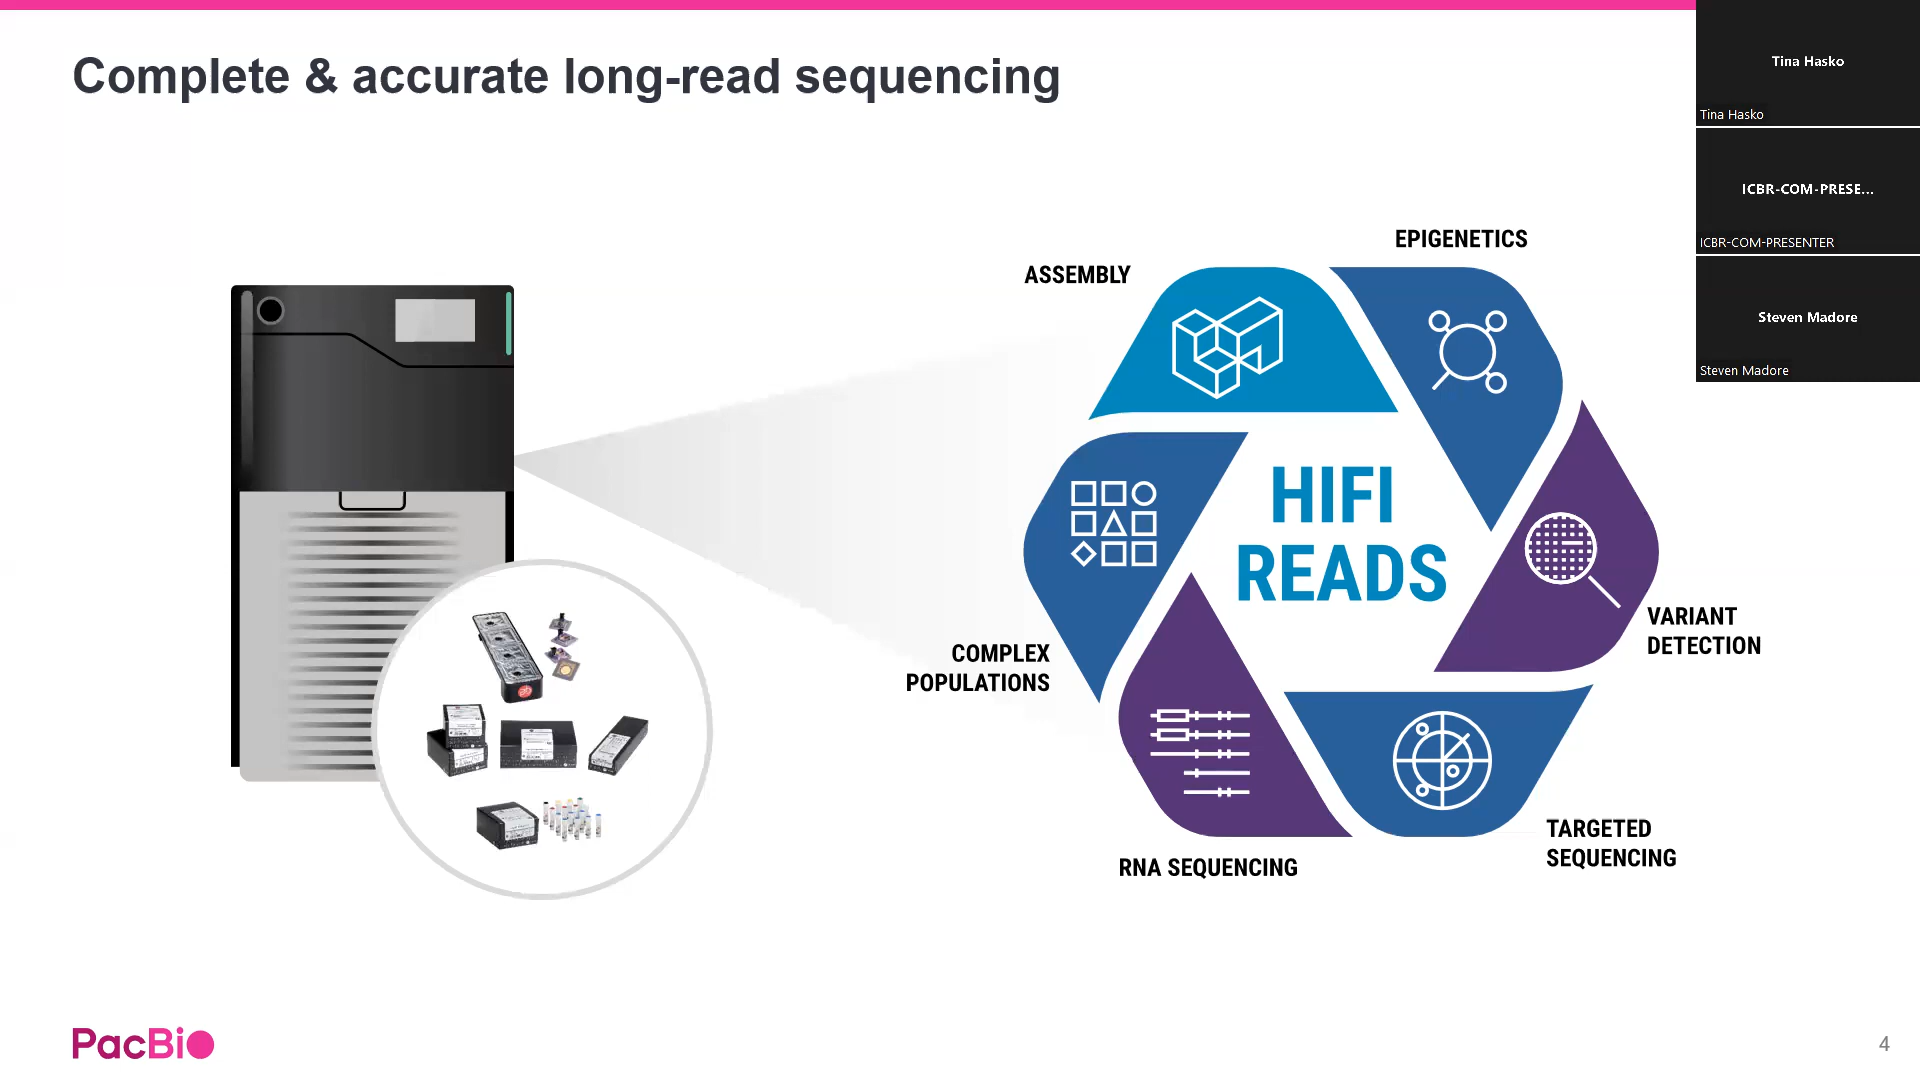 Complete & accurate long-read sequencing
Tina Hasko
Tina Hasko
ICBR-COM-PRESE...
ICBR-COM-PRESENTER
Steven Madore
Steven Madore
EPIGENETICS
ASSEMBLY
HIFI
READS
VARIANT
DETECTION
COMPLEX
POPULATIONS
TARGETED
SEQUENCING
RNA SEQUENCING
PacBio
4